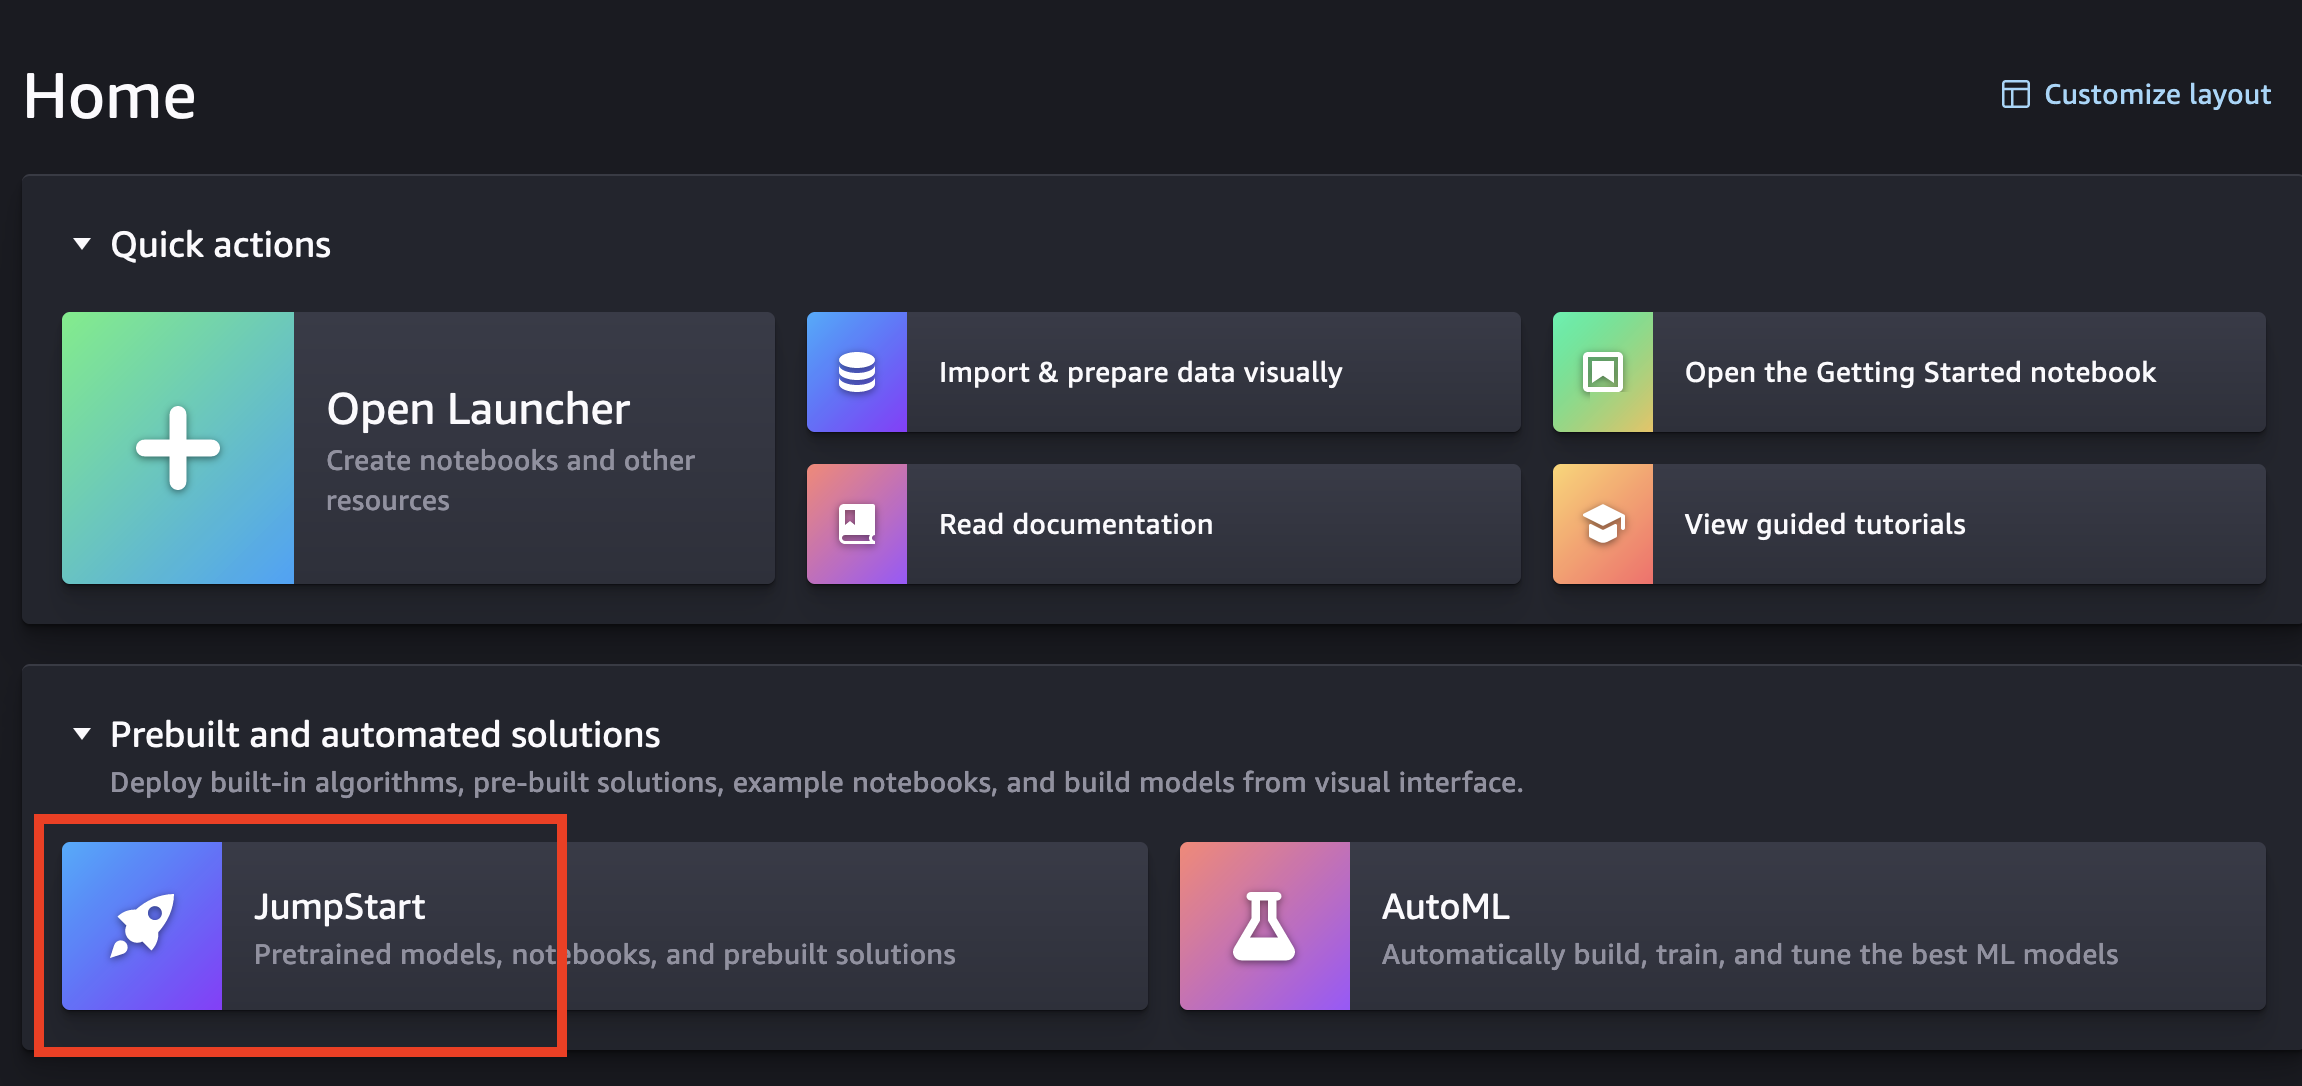 Home
Customize layout
Quick actions
Open Launcher
Create notebooks and other
resources
Import & prepare data visually
Open the Getting Started notebook
Read documentation
View guided tutorials
Prebuilt and automated solutions
Deploy built-in algorithms, pre-built solutions, example notebooks, and build models from visual interface.
JumpStart
Pretrained models, notebooks, and prebuilt solutions
AutoML
Automatically build, train, and tune the best ML models